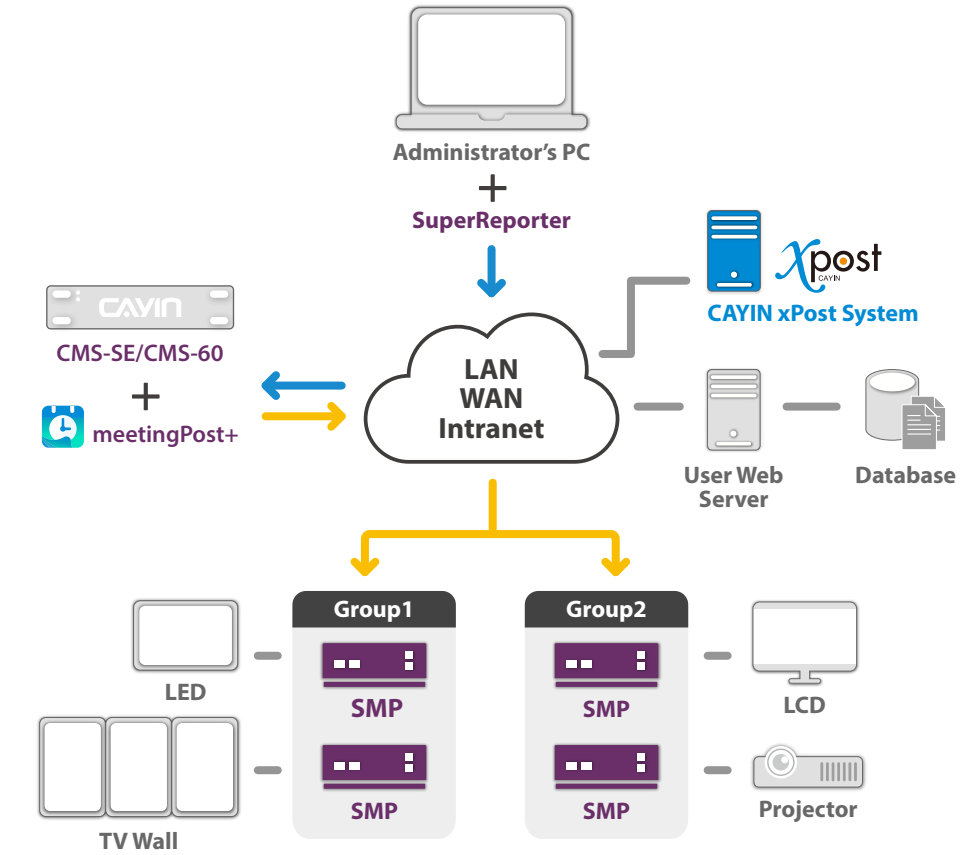 Administrator's PC
+
SuperReporter
CAYIN
CMS-SE/CMS-60
+
meetingPost+
Xpost
CAYIN
CAYIN xPost System
LAN
WAN
Intranet
User Web
Server
Database
Group1
SMP
SMP
Group2
SMP
SMP
LED
TV Wall
LCD
Projector